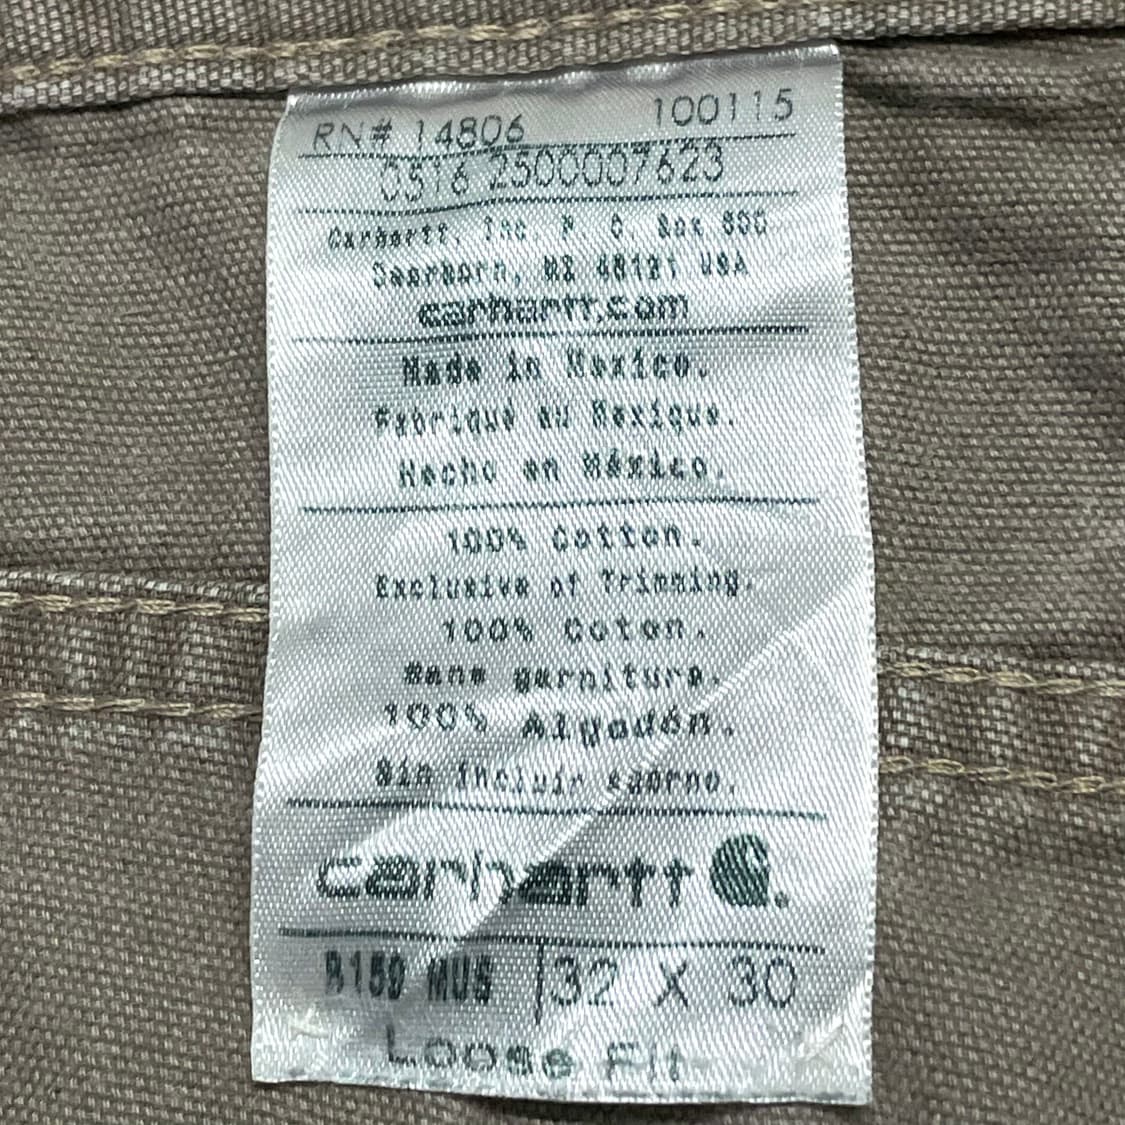 RN# 14806 100115
0516 2500007623
Carhartt, Inc. P. O. Box 600
Dearborn, MI 48121 USA
carhartt.com
Made in Mexico.
Fabriqué au Mexique.
Hecho en México.
100% Cotton.
Exclusive of Trimming.
100% Coton.
Sans garniture.
100% Algodón.
Sin incluir adorno.
carhartt
B159 MUS 32 X 30
Loose Fit